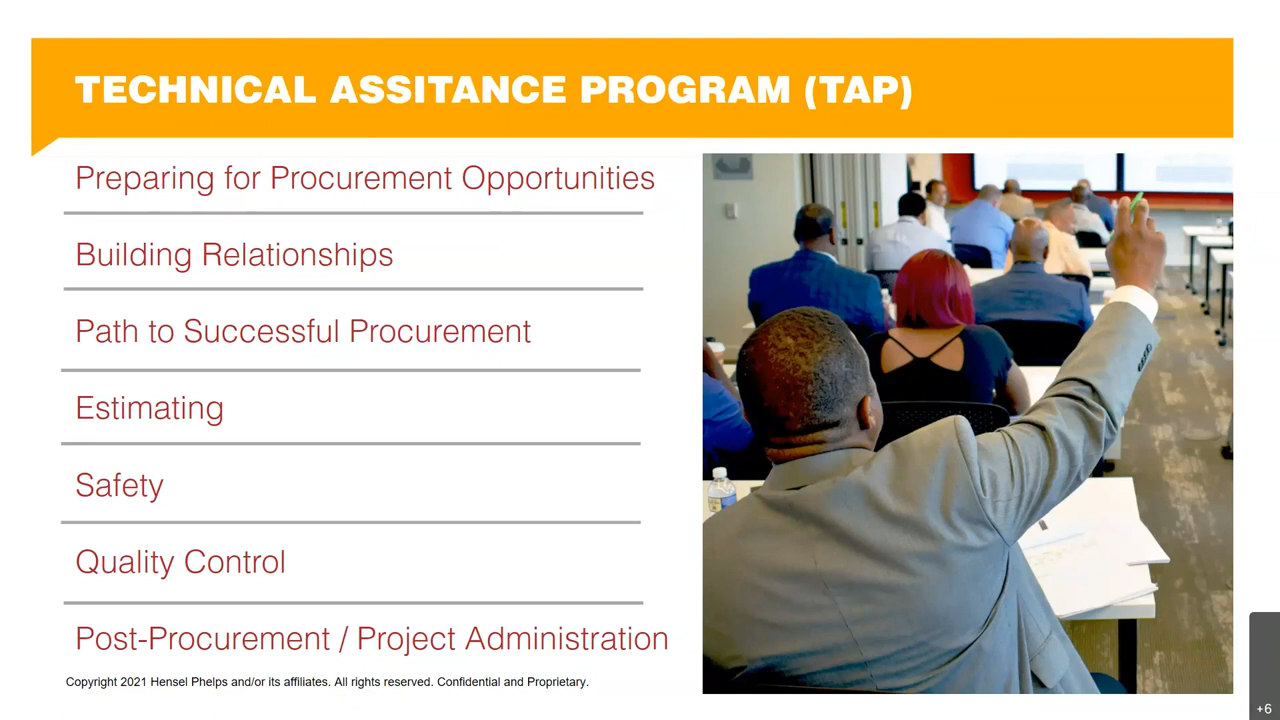 TECHNICAL ASSITANCE PROGRAM (TAP)
Preparing for Procurement Opportunities
Building Relationships
Path to Successful Procurement
Estimating
Safety
Quality Control
Post-Procurement / Project Administration
Copyright 2021 Hensel Phelps and/or its affiliates. All rights reserved. Confidential and Proprietary.
+6